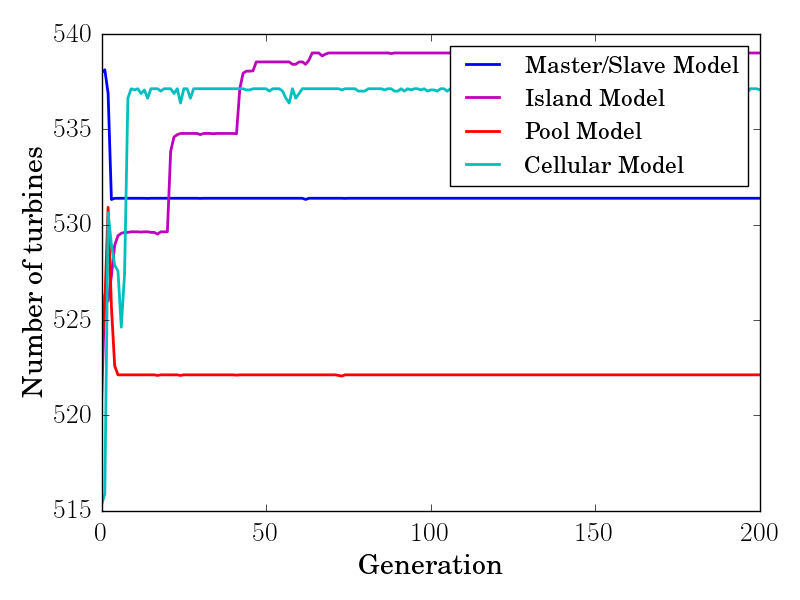 540
535
530
525
520
515
Number of turbines
Master/Slave Model
Island Model
Pool Model
Cellular Model
0
50
100
150
200
Generation